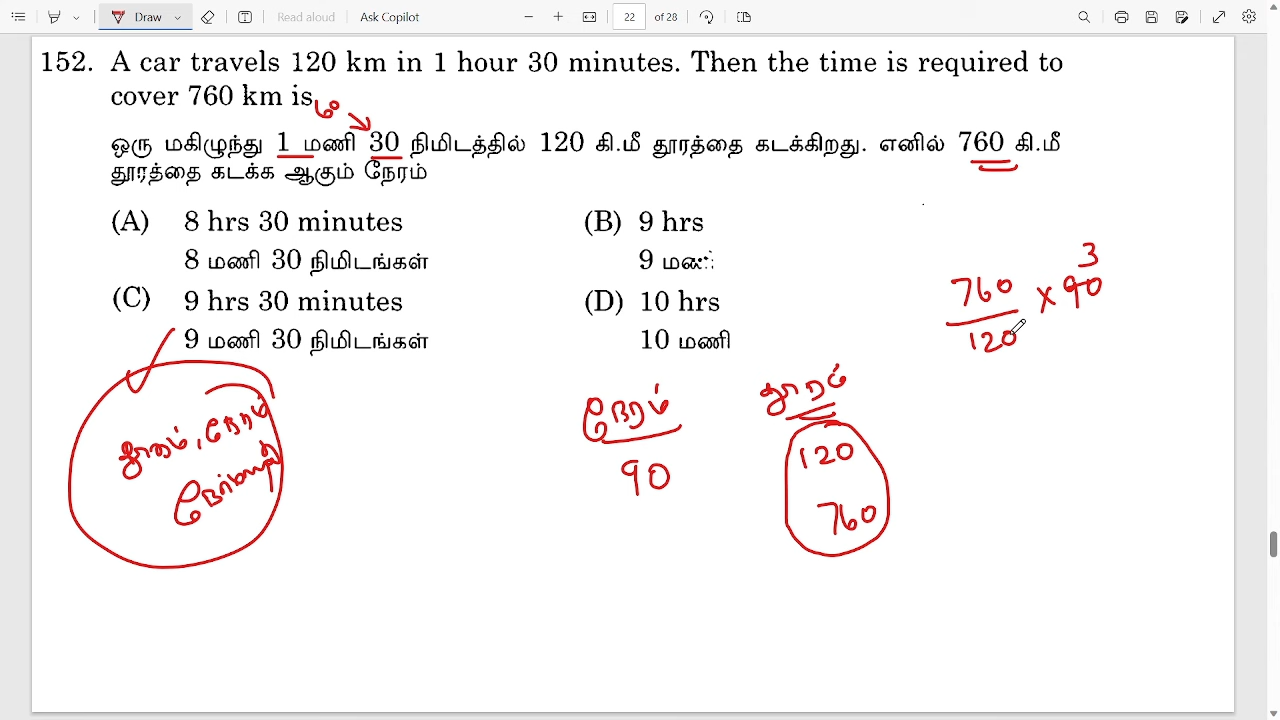 Draw
Read aloud
Ask Copilot
22 of 28
152. A car travels 120 km in 1 hour 30 minutes. Then the time is required to
cover 760 km is
ஒரு மகிழுந்து 1 மணி 30 நிமிடத்தில் 120 கி.மீ தூரத்தை கடக்கிறது. எனில் 760 கி.மீ
தூரத்தை கடக்க ஆகும் நேரம்
(A) 8 hrs 30 minutes
8 மணி 30 நிமிடங்கள்
(B) 9 hrs
9 மணி
(C) 9 hrs 30 minutes
9 மணி 30 நிமிடங்கள்
(D) 10 hrs
10 மணி
3
760 x 90
120
நேரம் தூரம்
90 120
760
தூரம், நேரம்